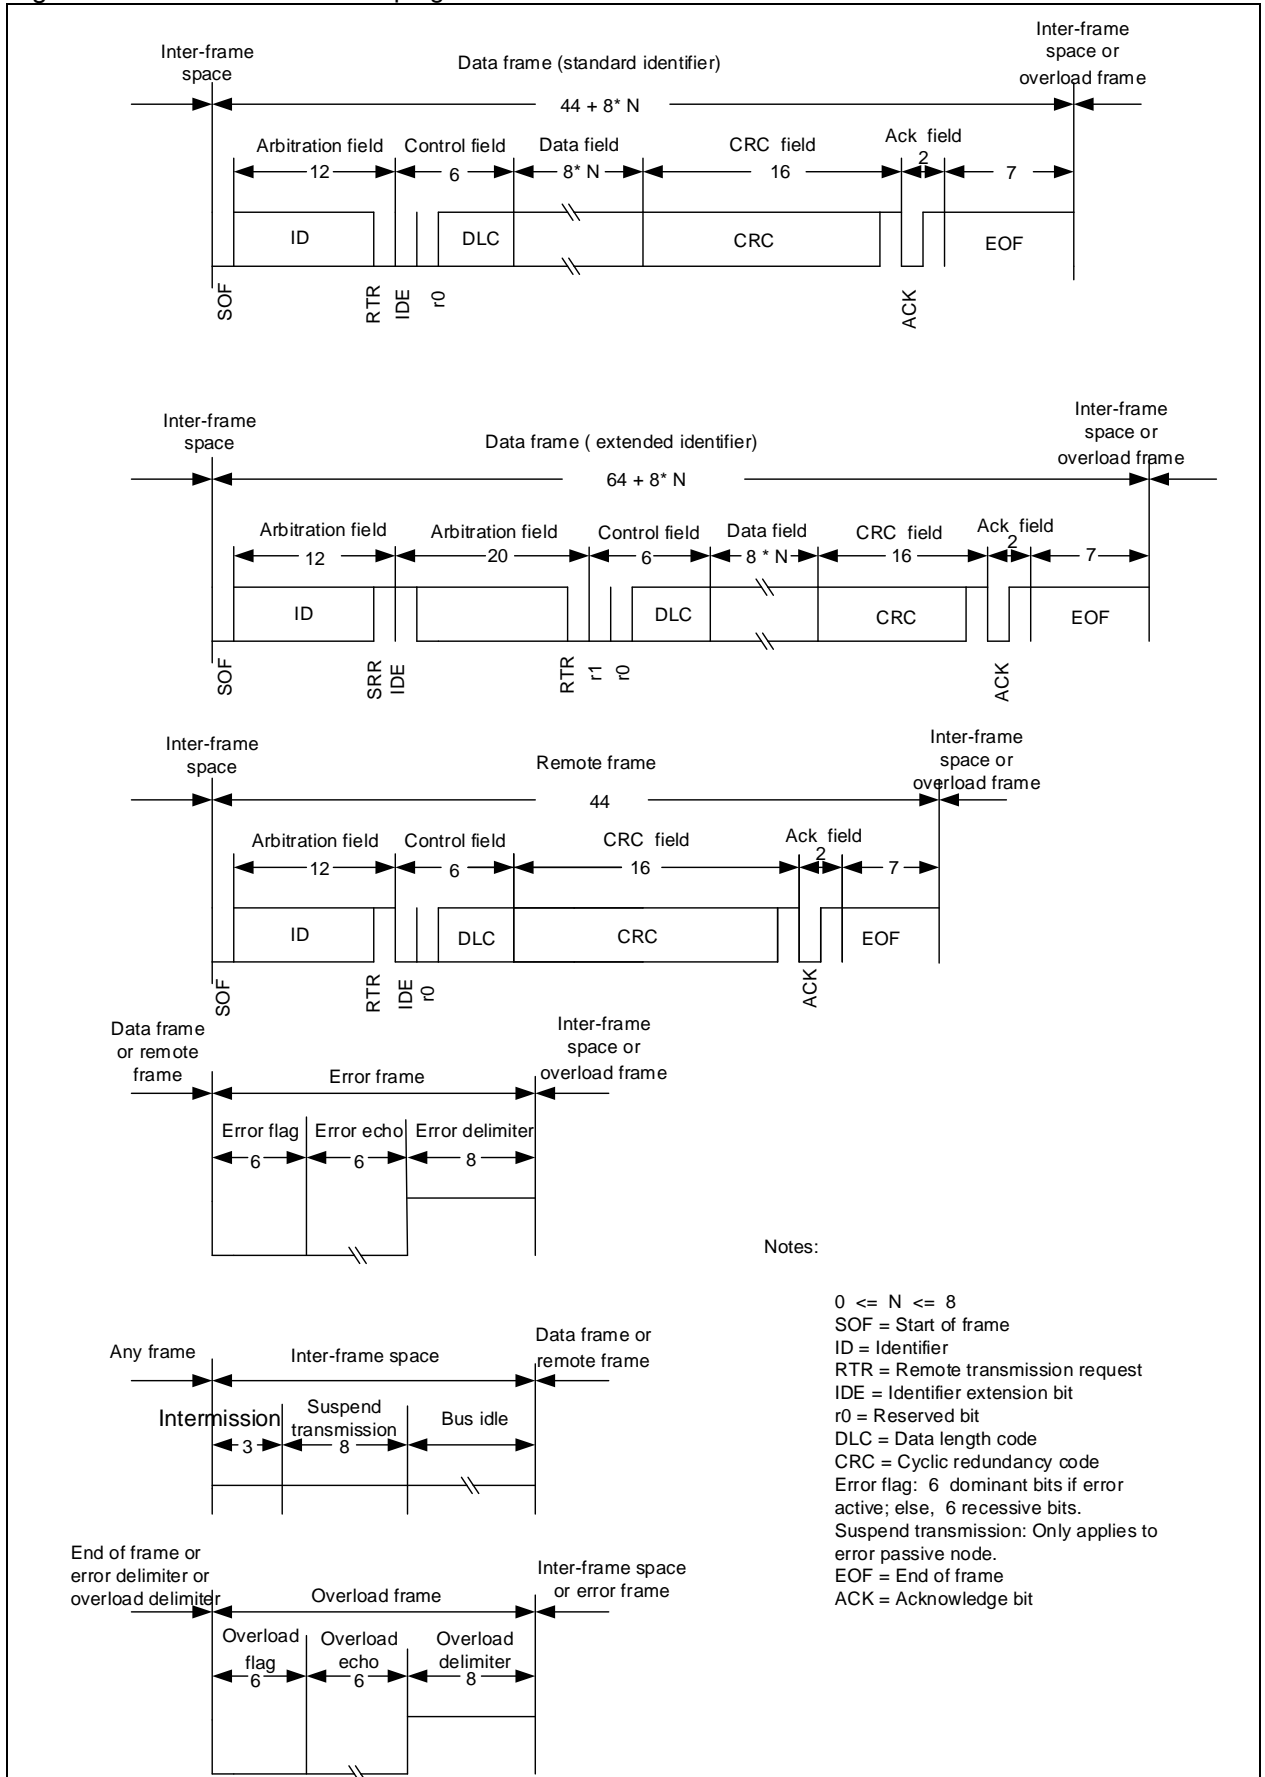 Inter-frame
space
Data frame (standard identifier)
Inter-frame
space or
overload frame
44 + 8* N
Arbitration field
Control field
Data field
CRC field
Ack field
12
6
8* N
16
2
7
ID
DLC
CRC
EOF
SOF
RTR
IDE
r0
ACK
Inter-frame
space
Data frame ( extended identifier)
Inter-frame
space or
overload frame
64 + 8* N
Arbitration field
Arbitration field
Control field
Data field
CRC field
Ack field
12
20
6
8 * N
16
2
7
ID
DLC
CRC
EOF
SOF
SRR
IDE
RTR
r1
r0
ACK
Inter-frame
space
Remote frame
Inter-frame
space or
overload frame
44
Arbitration field
Control field
CRC field
Ack field
12
6
16
2
7
ID
DLC
CRC
EOF
SOF
RTR
IDE
r0
ACK
Data frame
or remote
frame
Error frame
Inter-frame
space or
overload frame
Error flag
Error echo
Error delimiter
6
6
8
Any frame
Inter-frame space
Data frame or
remote frame
Intermission
Suspend
transmission
Bus idle
3
8
End of frame or
error delimiter or
overload delimiter
Overload frame
Inter-frame space
or error frame
Overload
flag
Overload
echo
Overload
delimiter
6
6
8
Notes:
0 <= N <= 8
SOF = Start of frame
ID = Identifier
RTR = Remote transmission request
IDE = Identifier extension bit
r0 = Reserved bit
DLC = Data length code
CRC = Cyclic redundancy code
Error flag: 6 dominant bits if error
active; else, 6 recessive bits.
Suspend transmission: Only applies to
error passive node.
EOF = End of frame
ACK = Acknowledge bit